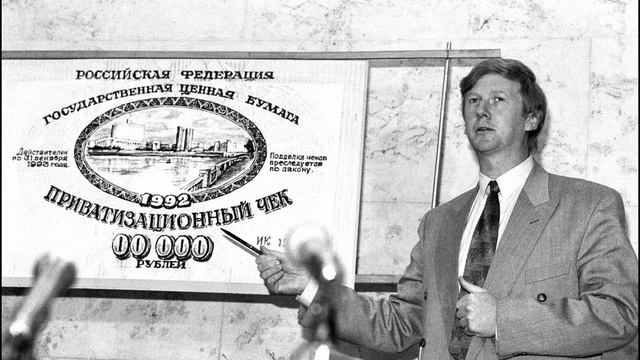 РОССИЙСКАЯ ФЕДЕРАЦИЯ
ГОСУДАРСТВЕННАЯ ЦЕННАЯ БУМАГА
Действителен
по 31 декабря
1993 года.
Подделка чеков
преследуется
по закону.
1992
ПРИВАТИЗАЦИОННЫЙ ЧЕК
10 000
РУБЛЕЙ
ИК